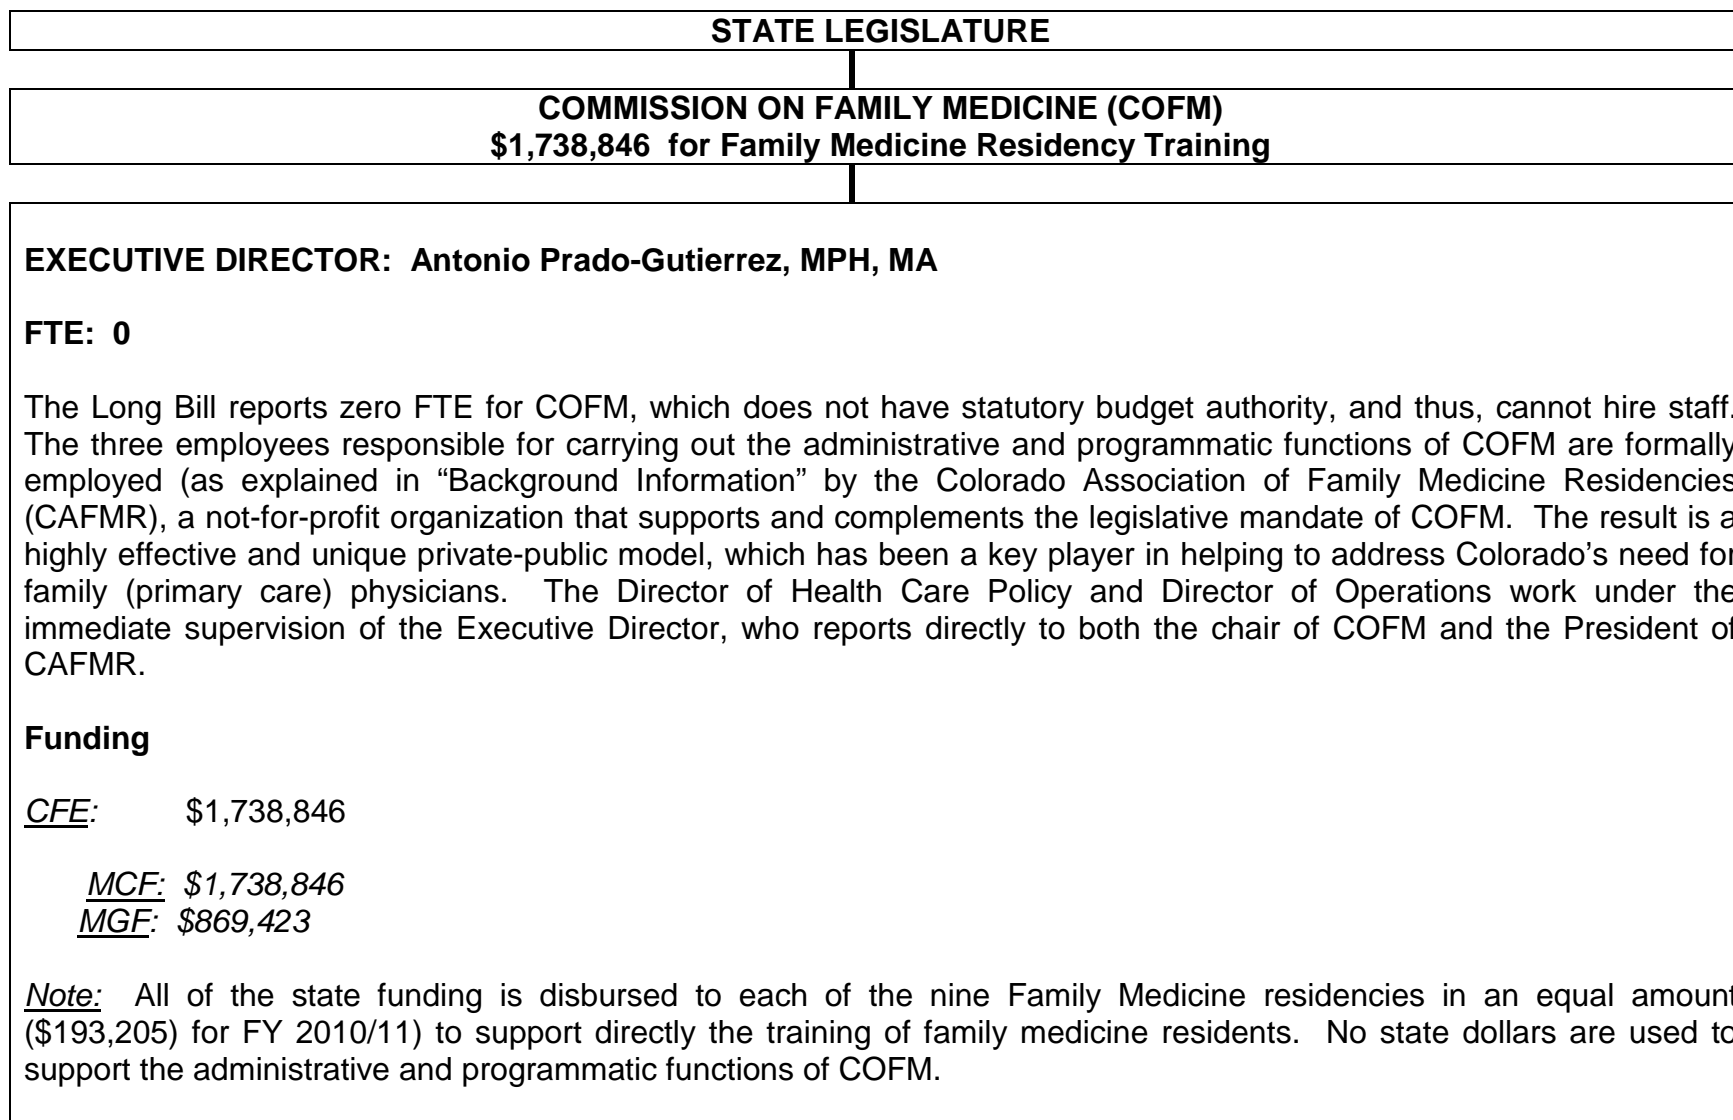 STATE LEGISLATURE
COMMISSION ON FAMILY MEDICINE (COFM)
$1,738,846 for Family Medicine Residency Training
EXECUTIVE DIRECTOR: Antonio Prado-Gutierrez, MPH, MA
FTE: 0
The Long Bill reports zero FTE for COFM, which does not have statutory budget authority, and thus, cannot hire staff.
The three employees responsible for carrying out the administrative and programmatic functions of COFM are formally
employed (as explained in “Background Information” by the Colorado Association of Family Medicine Residencies
(CAFMR), a not-for-profit organization that supports and complements the legislative mandate of COFM. The result is a
highly effective and unique private-public model, which has been a key player in helping to address Colorado’s need for
family (primary care) physicians. The Director of Health Care Policy and Director of Operations work under the
immediate supervision of the Executive Director, who reports directly to both the chair of COFM and the President of
CAFMR.
Funding
CFE: $1,738,846
MCF: $1,738,846
MGF: $869,423
Note: All of the state funding is disbursed to each of the nine Family Medicine residencies in an equal amount
($193,205) for FY 2010/11) to support directly the training of family medicine residents. No state dollars are used to
support the administrative and programmatic functions of COFM.